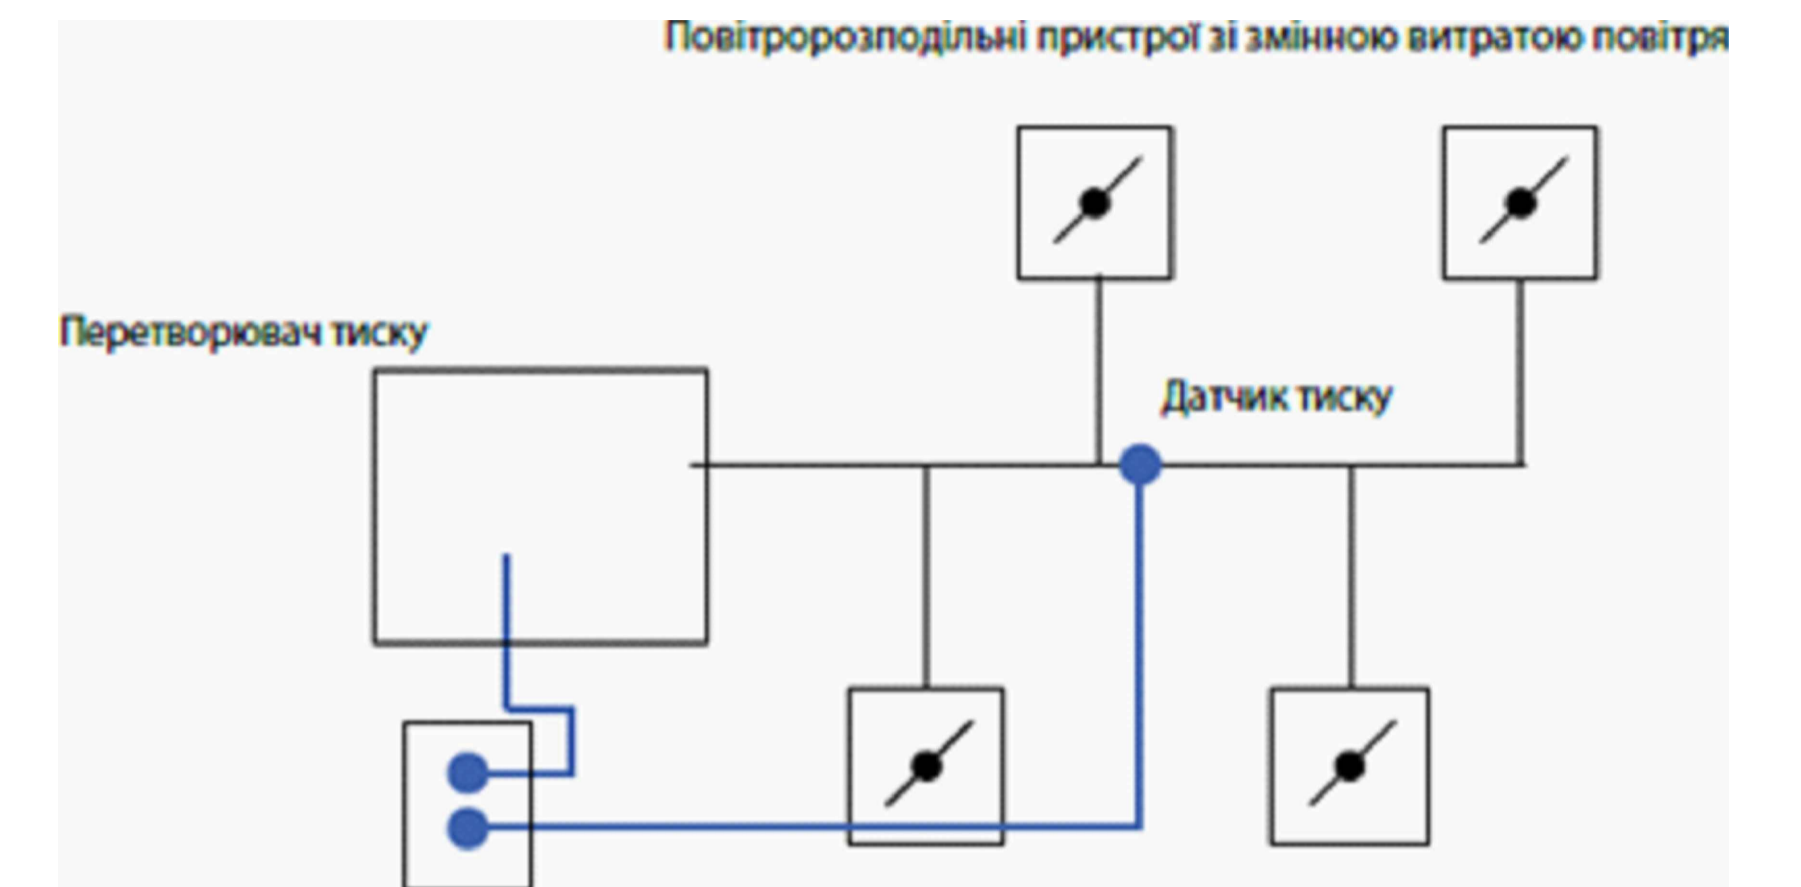 Повітророзподільні пристрої зі змінною витратою повітря
Перетворювач тиску
Датчик тиску